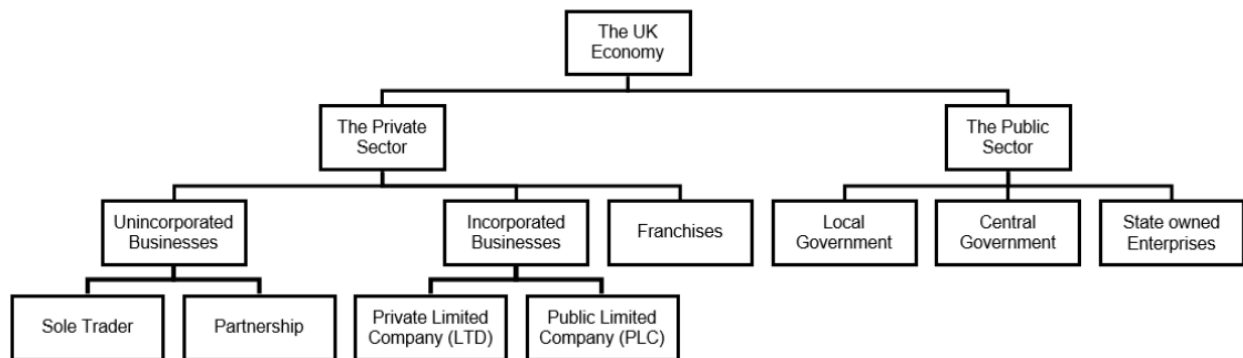 The UK
Economy
The Private
Sector
The Public
Sector
Unincorporated
Businesses
Incorporated
Businesses
Franchises
Local
Government
Central
Government
State owned
Enterprises
Sole Trader
Partnership
Private Limited
Company (LTD)
Public Limited
Company (PLC)